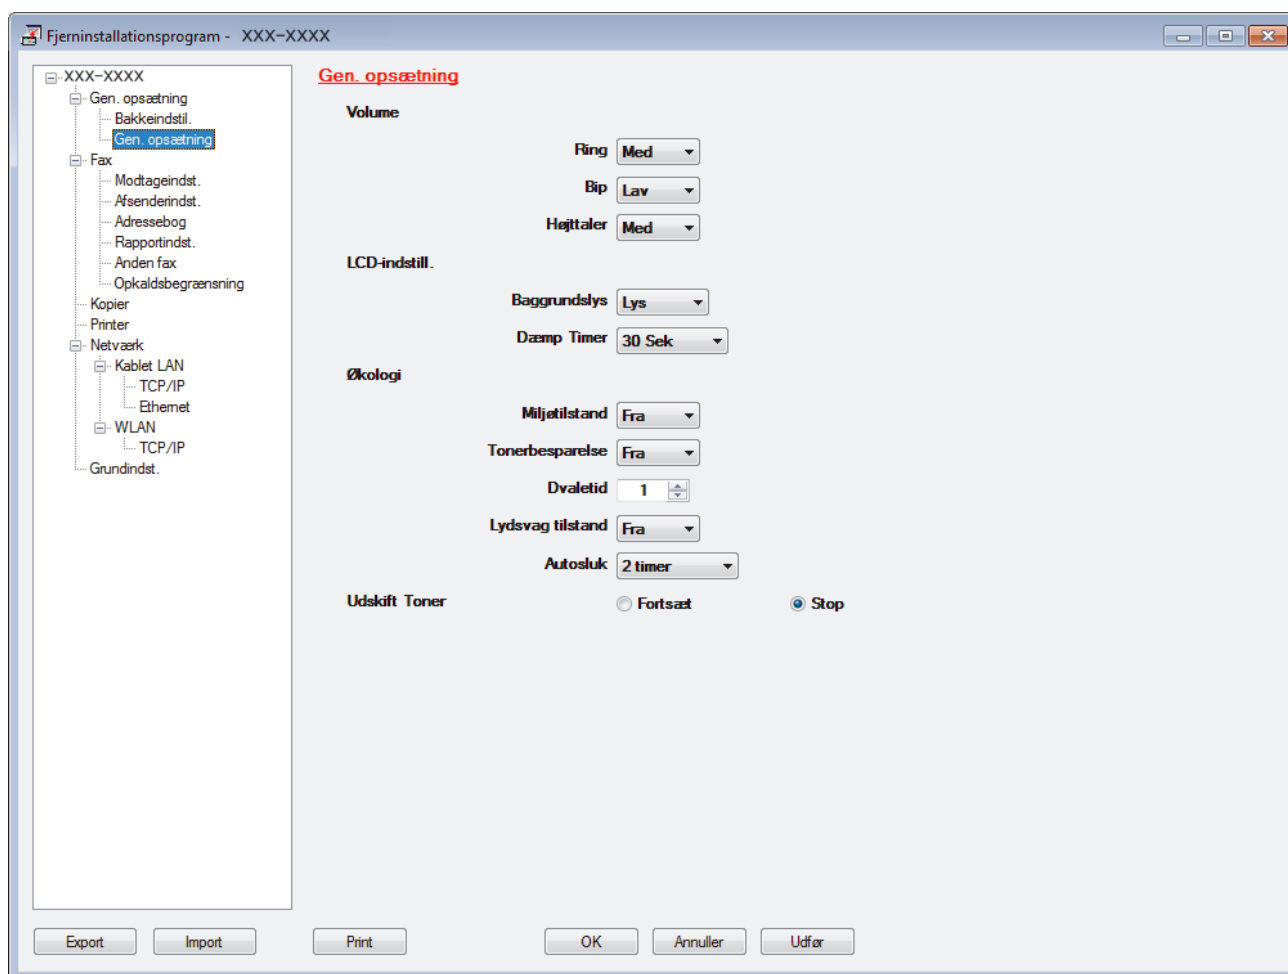 Fjerninstallationsprogram - XXX-XXXX
XXX-XXXX
Gen. opsætning
Bakkeindstil.
Gen. opsætning
Fax
Modtageindst.
Afsenderindst.
Adressebog
Rapportindst.
Anden fax
Opkaldsbegrænsning
Kopier
Printer
Netværk
Kablet LAN
TCP/IP
Ethernet
WLAN
TCP/IP
Grundindst.
Gen. opsætning
Volume
Ring Med
Bip Lav
Højttaler Med
LCD-indstill.
Baggrundslys Lys
Dæmp Timer 30 Sek
Økologi
Miljøtilstand Fra
Tonerbesparelse Fra
Dvaletid 1
Lydsvag tilstand Fra
Autosluk 2 timer
Udskift Toner Fortsæt Stop
Export Import Print OK Annuller Udfør